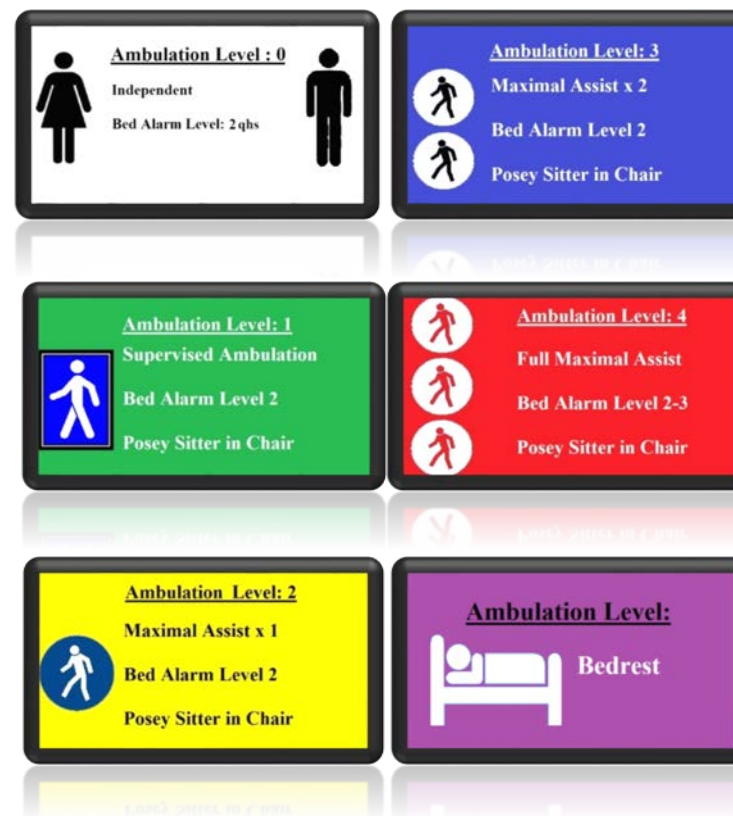 Ambulation Level : 0
Independent
Bed Alarm Level: 2 qhs
Ambulation Level: 3
Maximal Assist x 2
Bed Alarm Level 2
Posey Sitter in Chair
Ambulation Level: 1
Supervised Ambulation
Bed Alarm Level 2
Posey Sitter in Chair
Ambulation Level: 4
Full Maximal Assist
Bed Alarm Level 2-3
Posey Sitter in Chair
Ambulation Level: 2
Maximal Assist x 1
Bed Alarm Level 2
Posey Sitter in Chair
Ambulation Level:
Bedrest